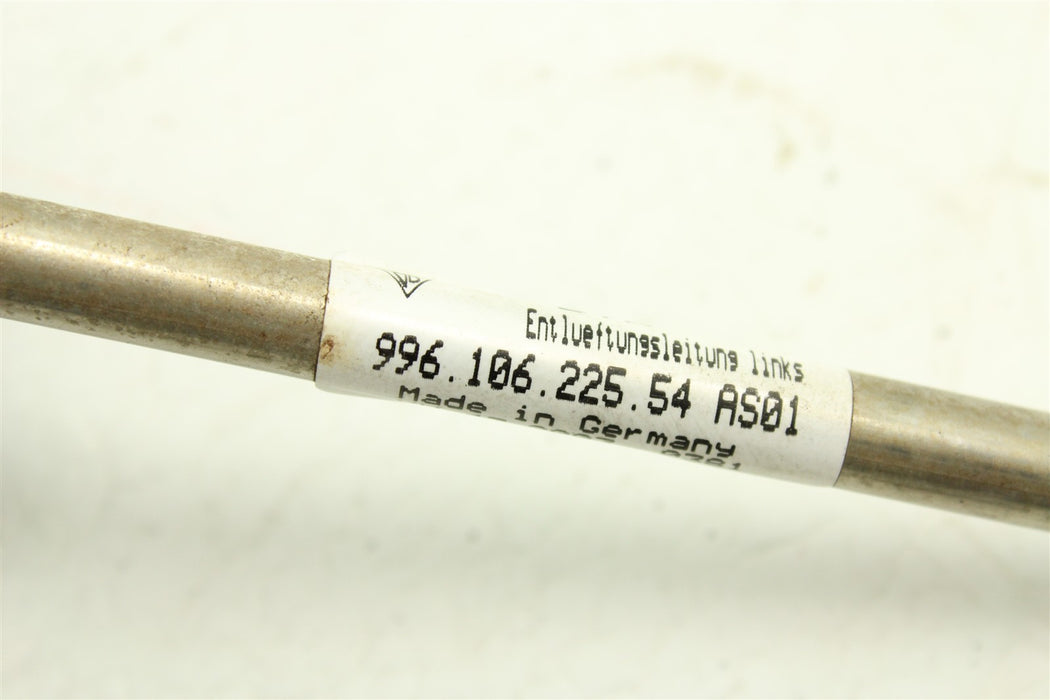 Entlueftungsleitung links
996.106.225.54 AS01
Made in Germany